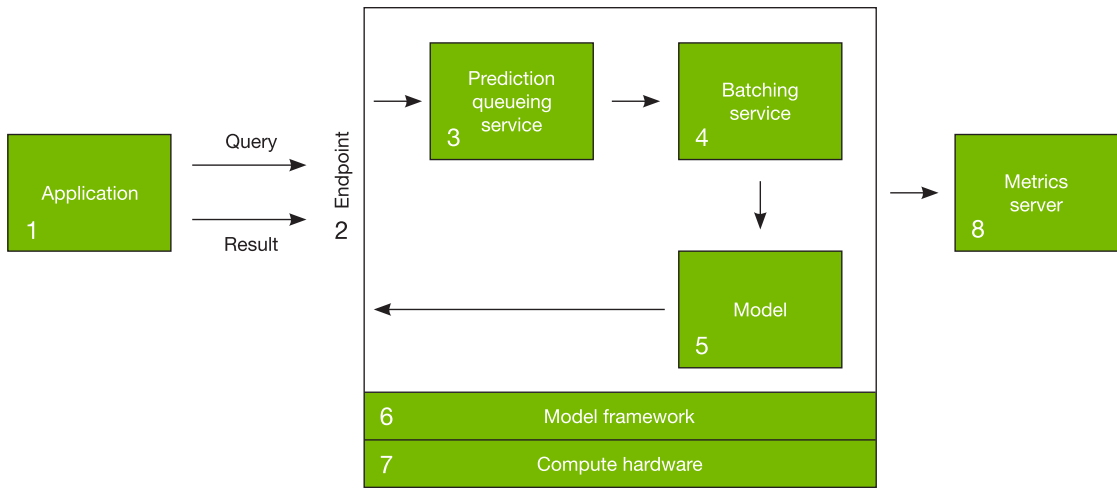 Application
1
Query
Result
Endpoint
2
Prediction
queueing
service
3
Batching
service
4
Model
5
6
Model framework
7
Compute hardware
Metrics
server
8